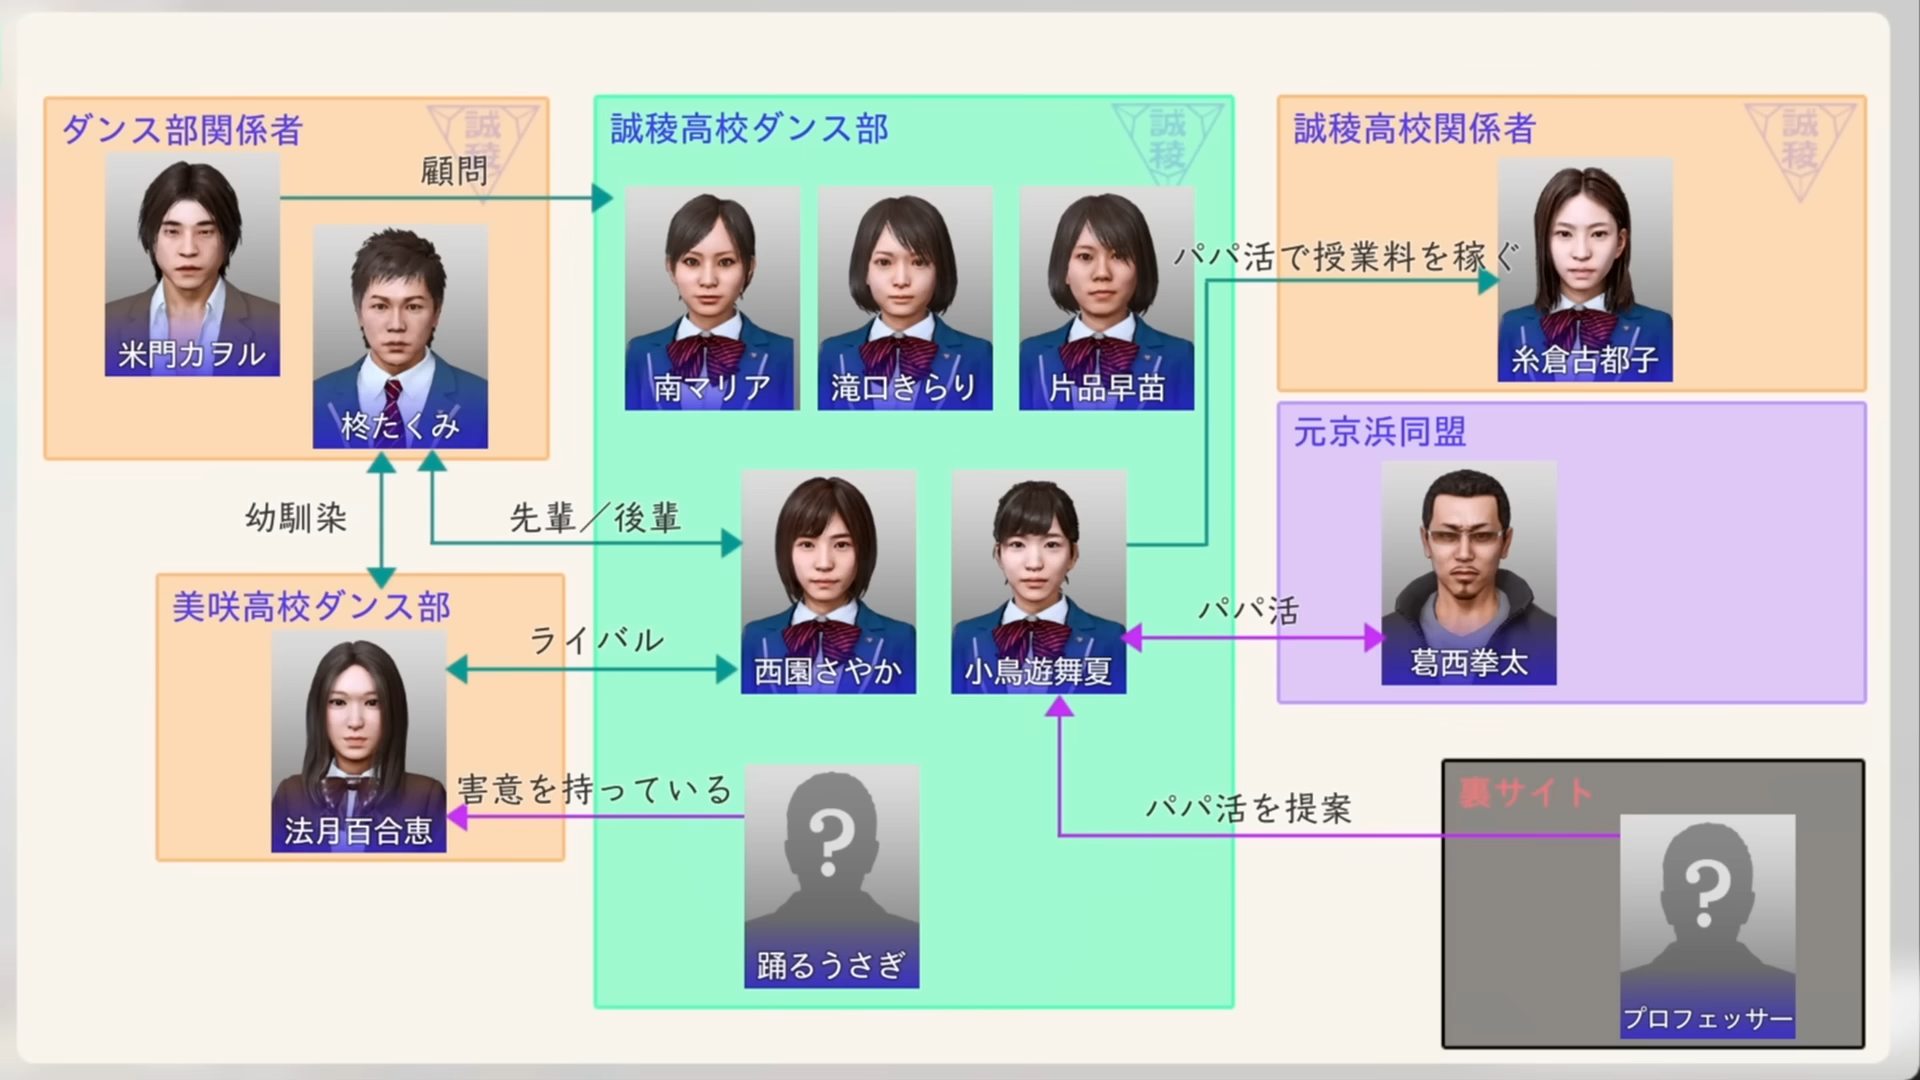 ダンス部関係者
誠稜
米門カヲル
柊たくみ
顧問
誠稜高校ダンス部
誠稜
南マリア
滝口きらり
片品早苗
誠稜高校関係者
誠稜
パパ活で授業料を稼ぐ
糸倉古都子
元京浜同盟
葛西拳太
幼馴染
先輩／後輩
西園さやか
小鳥遊舞夏
パパ活
美咲高校ダンス部
ライバル
法月百合恵
害意を持っている
踊るうさぎ
?
パパ活を提案
裏サイト
?
プロフェッサー